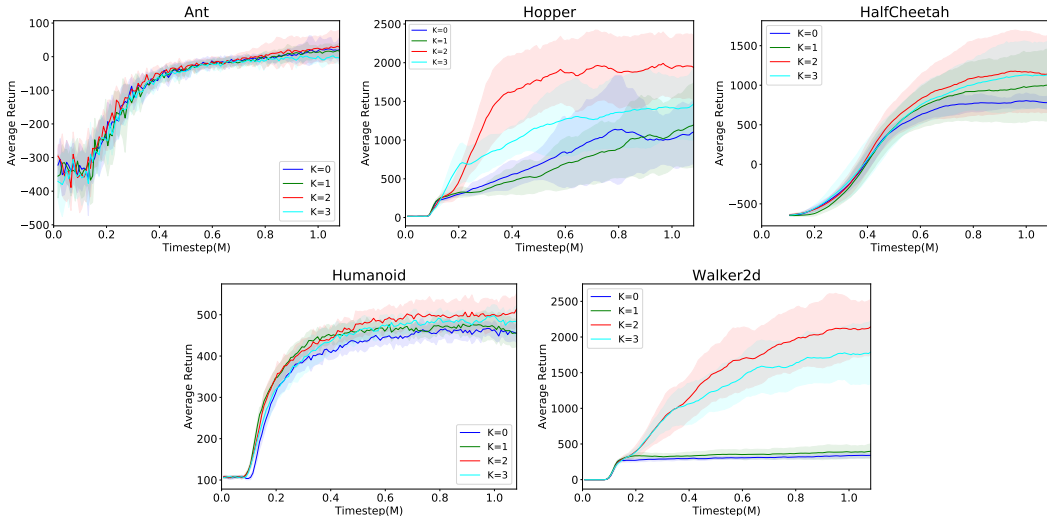 Ant
Average Return
100
0
−100
−200
−300
−400
−500
K=0
K=1
K=2
K=3
0.0 0.2 0.4 0.6 0.8 1.0
Timestep(M)
Hopper
Average Return
2500
2000
1500
1000
500
0
K=0
K=1
K=2
K=3
0.0 0.2 0.4 0.6 0.8 1.0
Timestep(M)
HalfCheetah
Average Return
1500
1000
500
0
−500
K=0
K=1
K=2
K=3
0.0 0.2 0.4 0.6 0.8 1.0
Timestep(M)
Humanoid
Average Return
500
400
300
200
100
K=0
K=1
K=2
K=3
0.0 0.2 0.4 0.6 0.8 1.0
Timestep(M)
Walker2d
Average Return
2500
2000
1500
1000
500
0
K=0
K=1
K=2
K=3
0.0 0.2 0.4 0.6 0.8 1.0
Timestep(M)